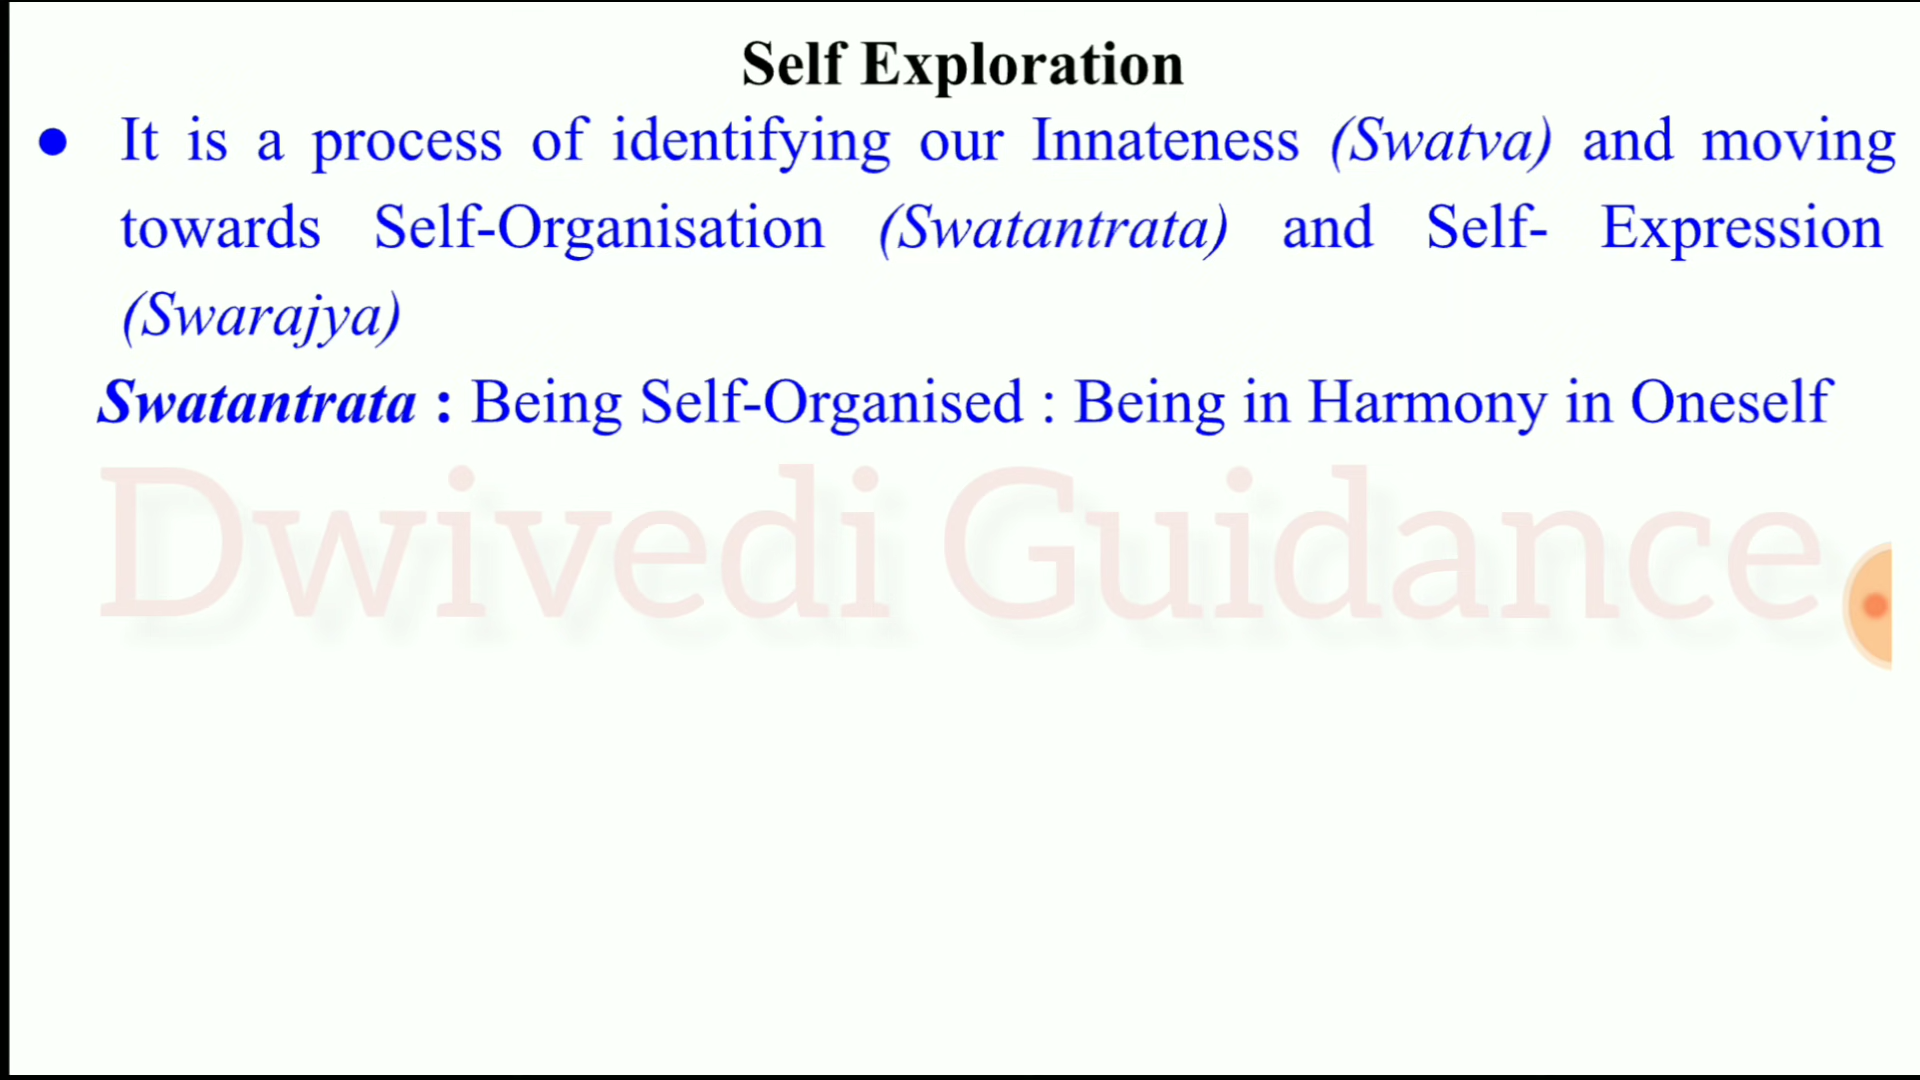 Self Exploration
● It is a process of identifying our Innateness (Swatva) and moving
towards Self-Organisation (Swatantrata) and Self- Expression
(Swarajya)
Swatantrata : Being Self-Organised : Being in Harmony in Oneself
Dwivedi Guidance